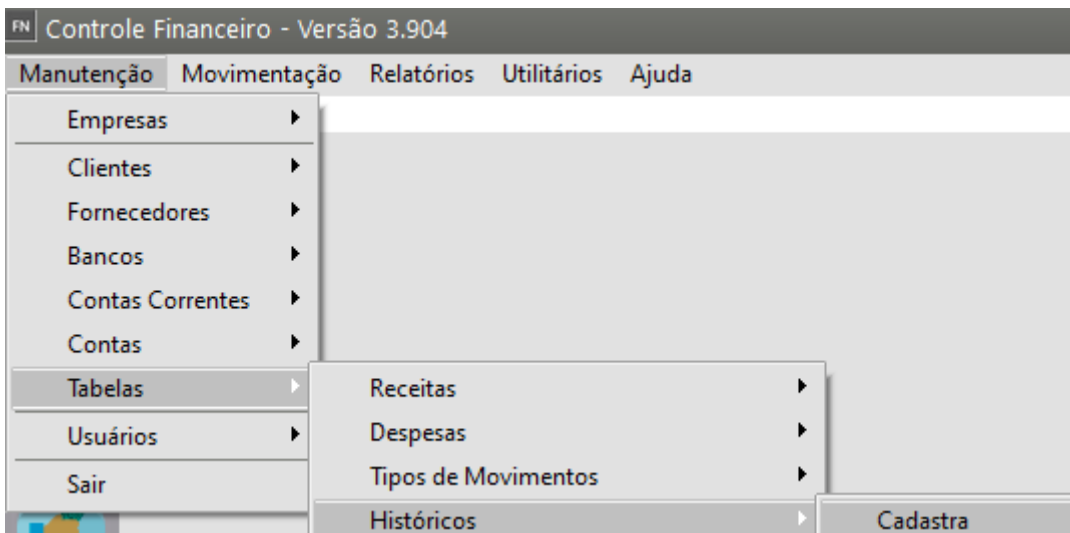 FN Controle Financeiro - Versão 3.904
Manutenção Movimentação Relatórios Utilitários Ajuda
Empresas
Clientes
Fornecedores
Bancos
Contas Correntes
Contas
Tabelas
Usuários
Sair
Receitas
Despesas
Tipos de Movimentos
Históricos
Cadastra